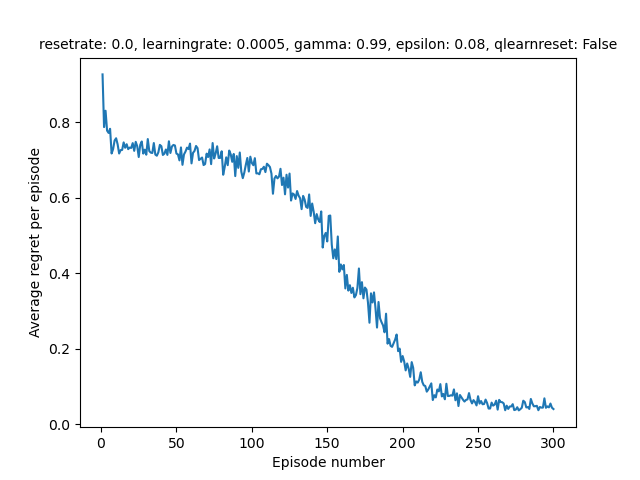 resetrate: 0.0, learningrate: 0.0005, gamma: 0.99, epsilon: 0.08, qlearnreset: False
Average regret per episode
0.8
0.6
0.4
0.2
0.0
0 50 100 150 200 250 300
Episode number